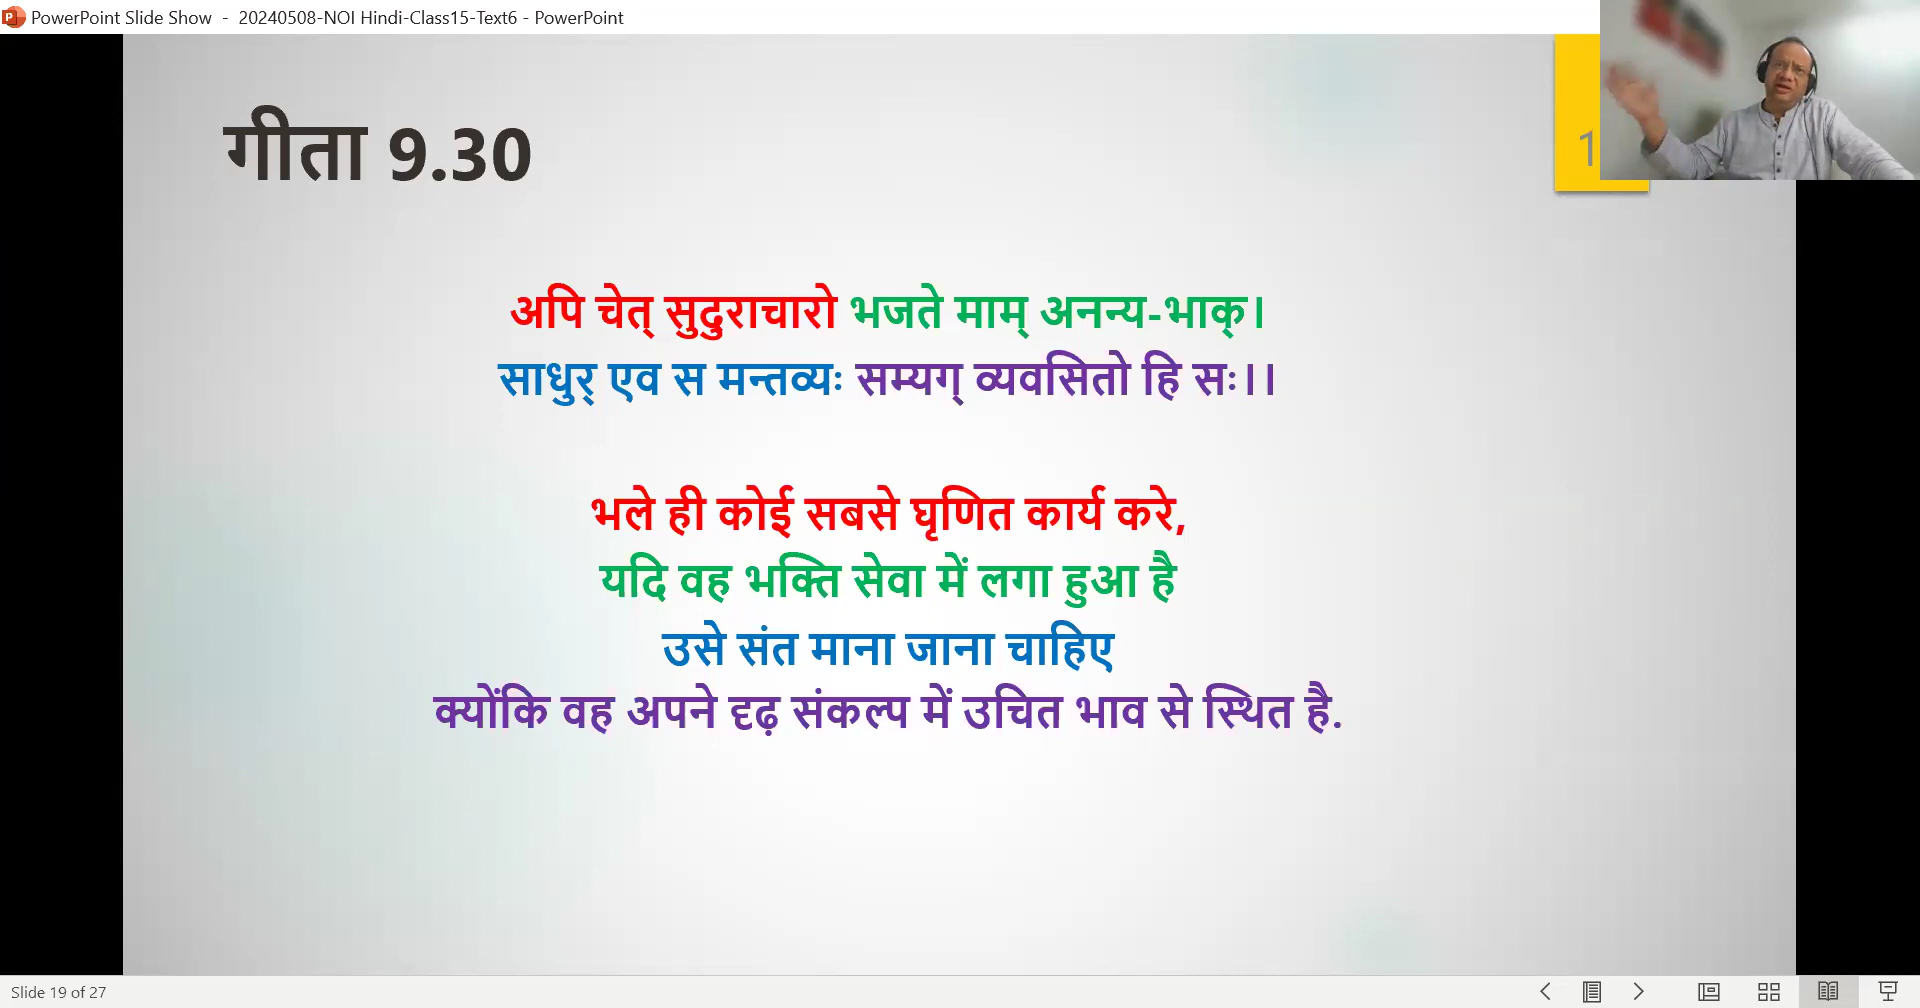 PowerPoint Slide Show - 20240508-NOI Hindi-Class15-Text6 - PowerPoint
गीता 9.30
1
अपि चेत् सुदुराचारो भजते माम् अनन्य-भाक्।
साधुर् एव स मन्तव्यः सम्यग् व्यवसितो हि सः।।
भले ही कोई सबसे घृणित कार्य करे,
यदि वह भक्ति सेवा में लगा हुआ है
उसे संत माना जाना चाहिए
क्योंकि वह अपने दृढ़ संकल्प में उचित भाव से स्थित है.
Slide 19 of 27